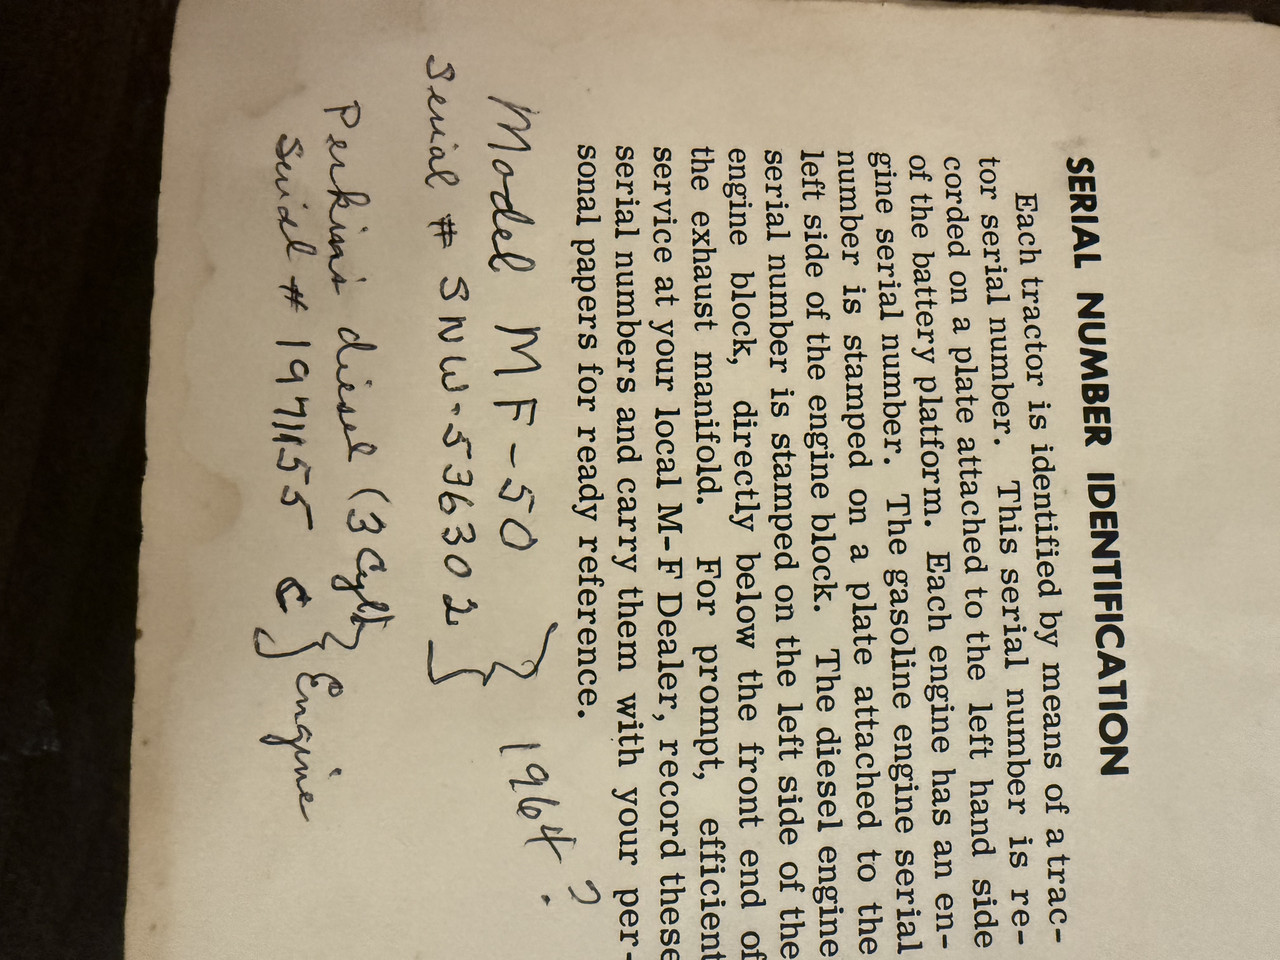 SERIAL NUMBER IDENTIFICATION
Each tractor is identified by means of a trac-
tor serial number. This serial number is re-
corded on a plate attached to the left hand side
of the battery platform. Each engine has an en-
gine serial number. The gasoline engine serial
number is stamped on a plate attached to the
left side of the engine block. The diesel engine
serial number is stamped on the left side of the
engine block, directly below the front end of
the exhaust manifold. For prompt, efficient
service at your local M-F Dealer, record these
serial numbers and carry them with your per-
sonal papers for ready reference.
Model MF-50 } 1964?
Serial # SNW-536302
Perkins diesel (3 Cyl) } Engine
Serial #